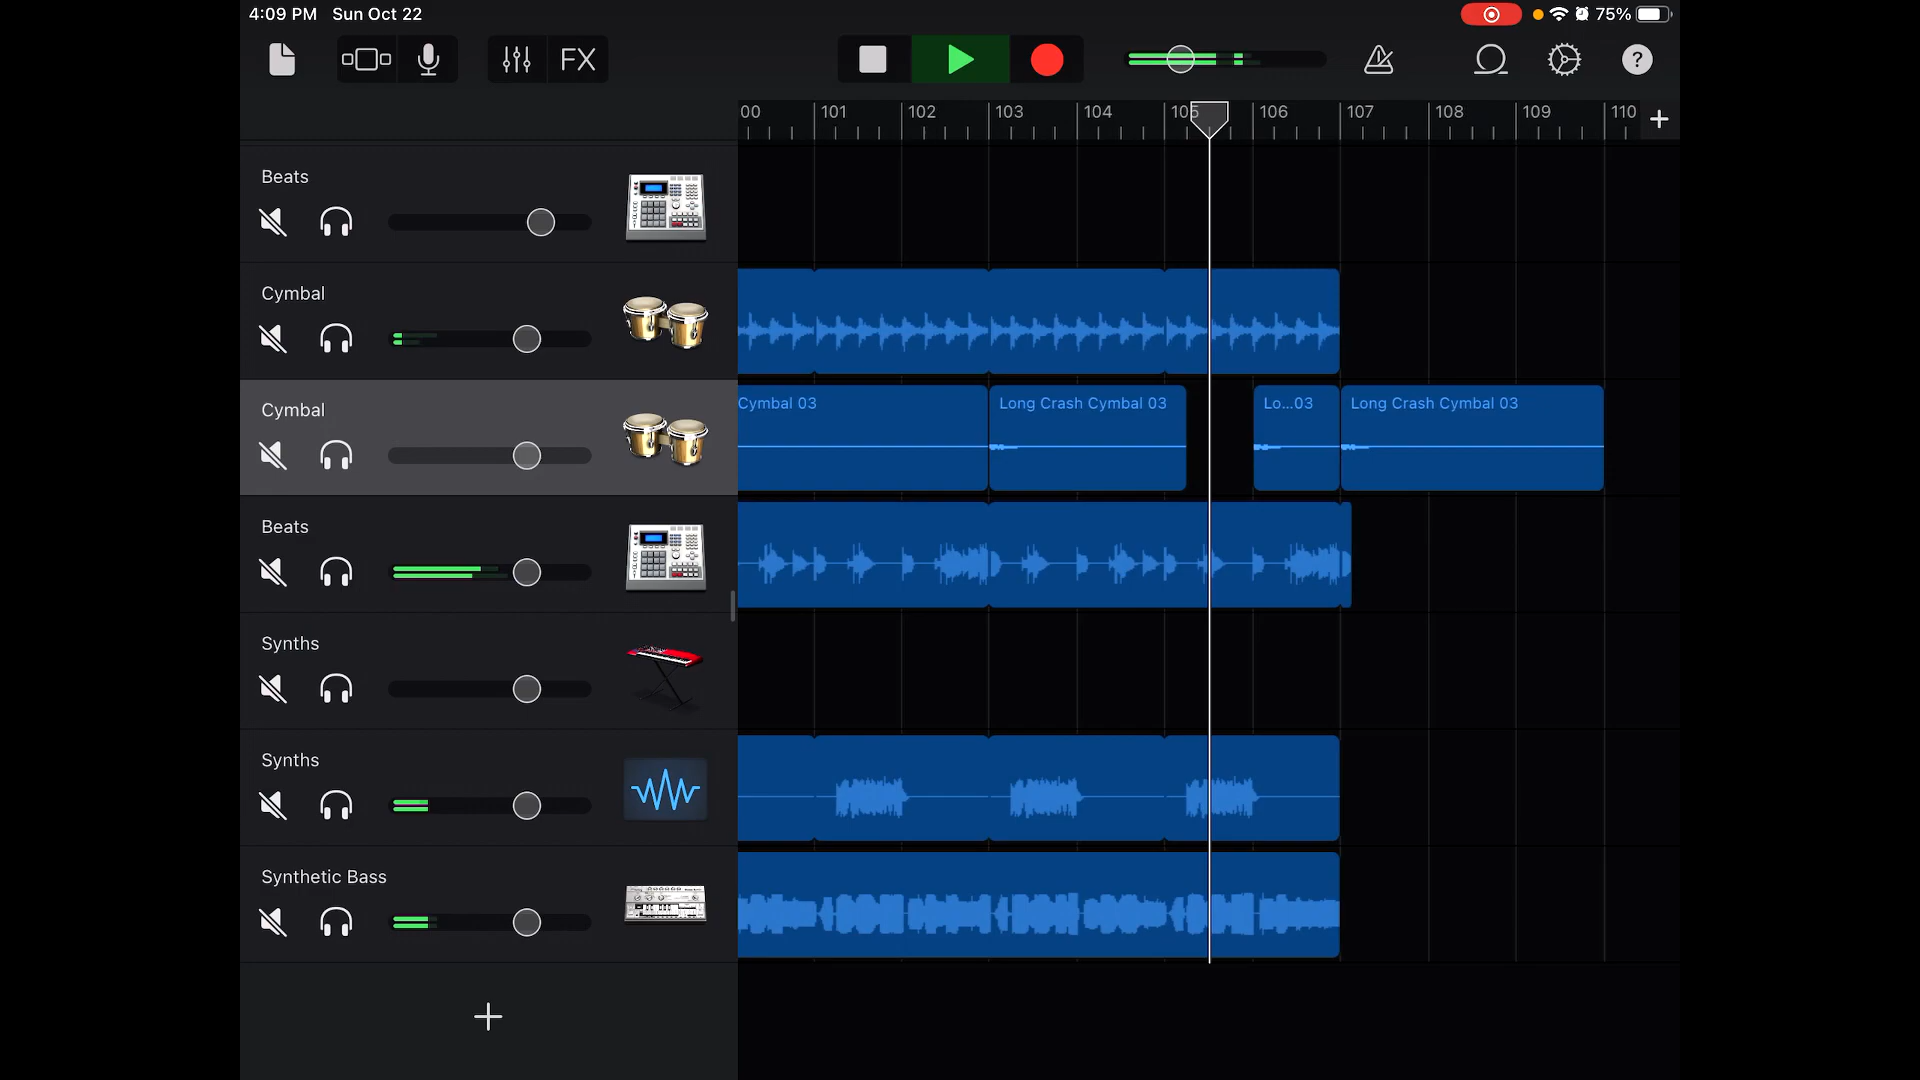 4:09 PM Sun Oct 22
75%
FX
?
00 101 102 103 104 105 106 107 108 109 110
Beats
Cymbal
Cymbal
Cymbal 03
Long Crash Cymbal 03
Lo...03
Long Crash Cymbal 03
Beats
Synths
Synths
Synthetic Bass